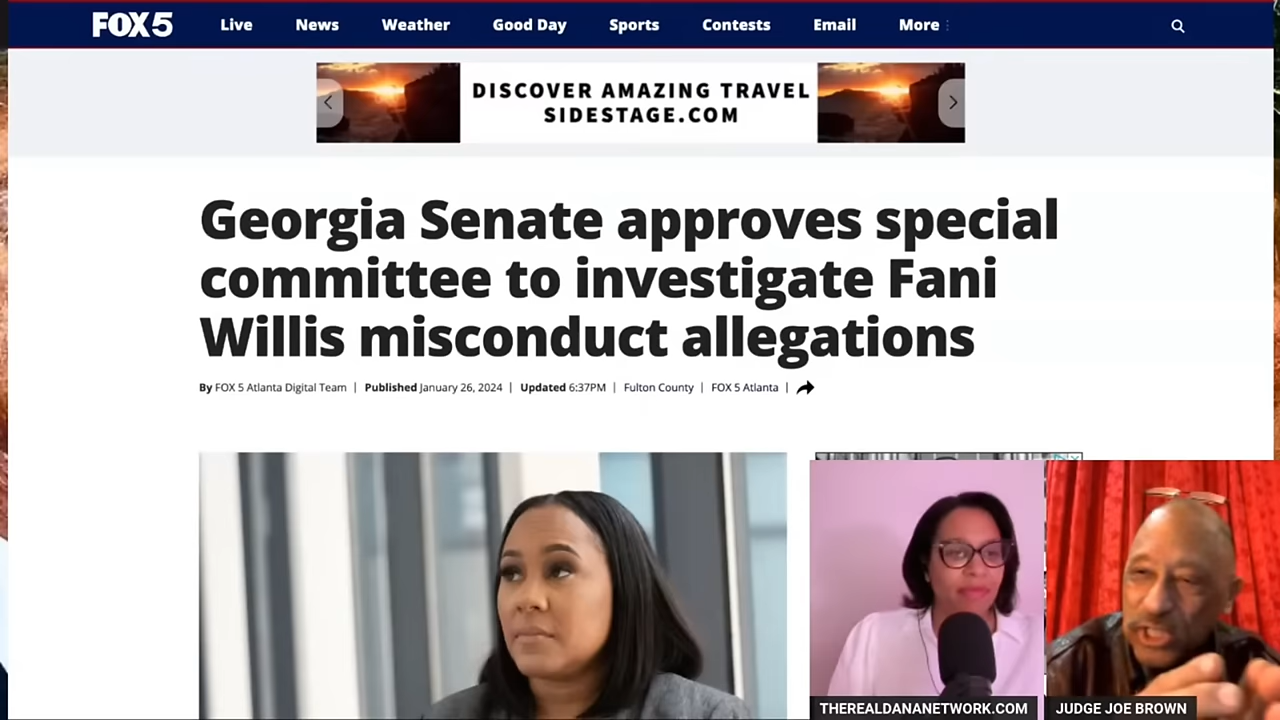 FOX 5 Live News Weather Good Day Sports Contests Email More
DISCOVER AMAZING TRAVEL
SIDESTAGE.COM
Georgia Senate approves special
committee to investigate Fani
Willis misconduct allegations
By FOX 5 Atlanta Digital Team | Published January 26, 2024 | Updated 6:37PM | Fulton County | FOX 5 Atlanta |
THEREALDANANETWORK.COM
JUDGE JOE BROWN